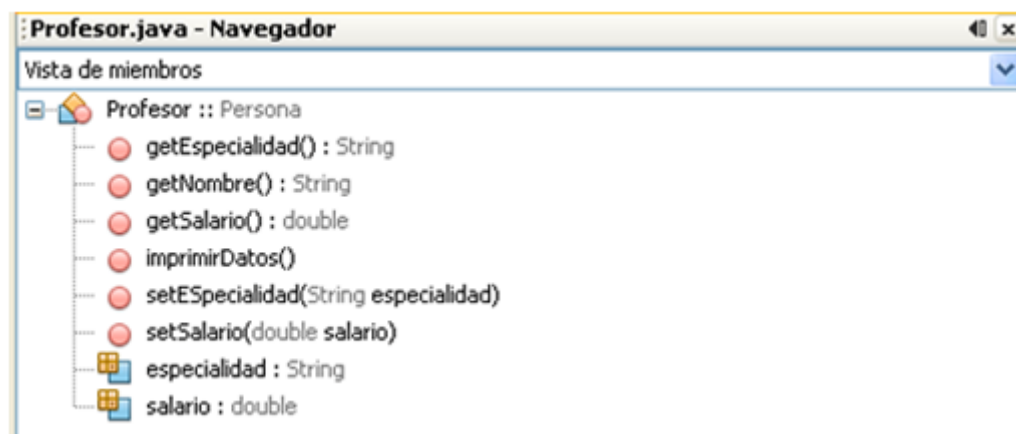 Profesor.java - Navegador
Vista de miembros
Profesor :: Persona
getEspecialidad() : String
getNombre() : String
getSalario() : double
imprimirDatos()
setESpecialidad(String especialidad)
setSalario(double salario)
especialidad : String
salario : double